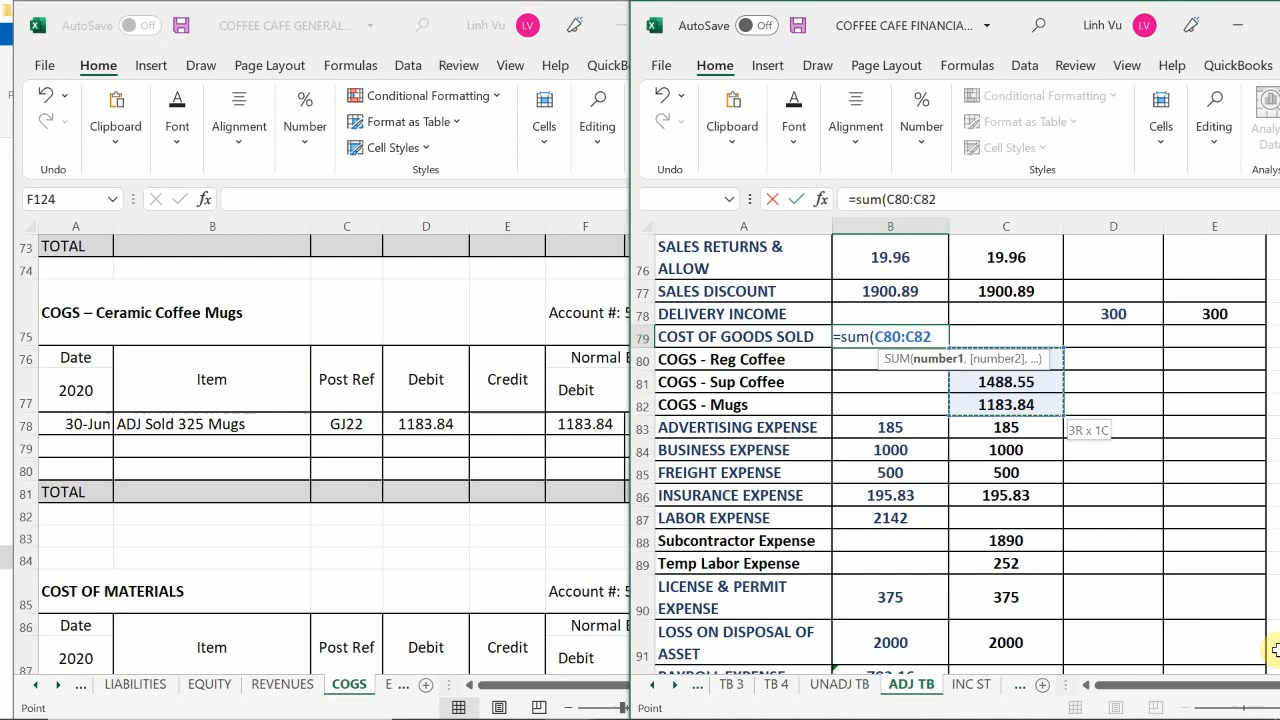 AutoSave Off COFFEE CAFE GENERAL... Linh Vu LV
File Home Insert Draw Page Layout Formulas Data Review View Help QuickB
Clipboard Font Alignment Number Conditional Formatting Format as Table Cell Styles Cells Editing
Undo Styles
F124 fx
A B C D E F
73 TOTAL
74
75 COGS – Ceramic Coffee Mugs Account #: 5
76 Date Item Post Ref Debit Credit Normal B
77 2020 Debit
78 30-Jun ADJ Sold 325 Mugs GJ22 1183.84 1183.84
79
80
81 TOTAL
82
83
84
85 COST OF MATERIALS Account #: 5
86 Date Item Post Ref Debit Credit Normal B
87 2020 Debit
... LIABILITIES EQUITY REVENUES COGS E ...
Point
AutoSave Off COFFEE CAFE FINANCIA... Linh Vu LV
File Home Insert Draw Page Layout Formulas Data Review View Help QuickBooks
Clipboard Font Alignment Number Conditional Formatting Format as Table Cell Styles Cells Editing Analy Data
Undo Styles Analys
fx =sum(C80:C82
A B C D E
76 SALES RETURNS & ALLOW 19.96 19.96
77 SALES DISCOUNT 1900.89 1900.89
78 DELIVERY INCOME 300 300
79 COST OF GOODS SOLD =sum(C80:C82
80 COGS - Reg Coffee SUM(number1, [number2], ...)
81 COGS - Sup Coffee 1488.55
82 COGS - Mugs 1183.84
83 ADVERTISING EXPENSE 185 185
3R x 1C
84 BUSINESS EXPENSE 1000 1000
85 FREIGHT EXPENSE 500 500
86 INSURANCE EXPENSE 195.83 195.83
87 LABOR EXPENSE 2142
88 Subcontractor Expense 1890
89 Temp Labor Expense 252
90 LICENSE & PERMIT EXPENSE 375 375
91 LOSS ON DISPOSAL OF ASSET 2000 2000
... TB 3 TB 4 UNADJ TB ADJ TB INC ST ...
Point